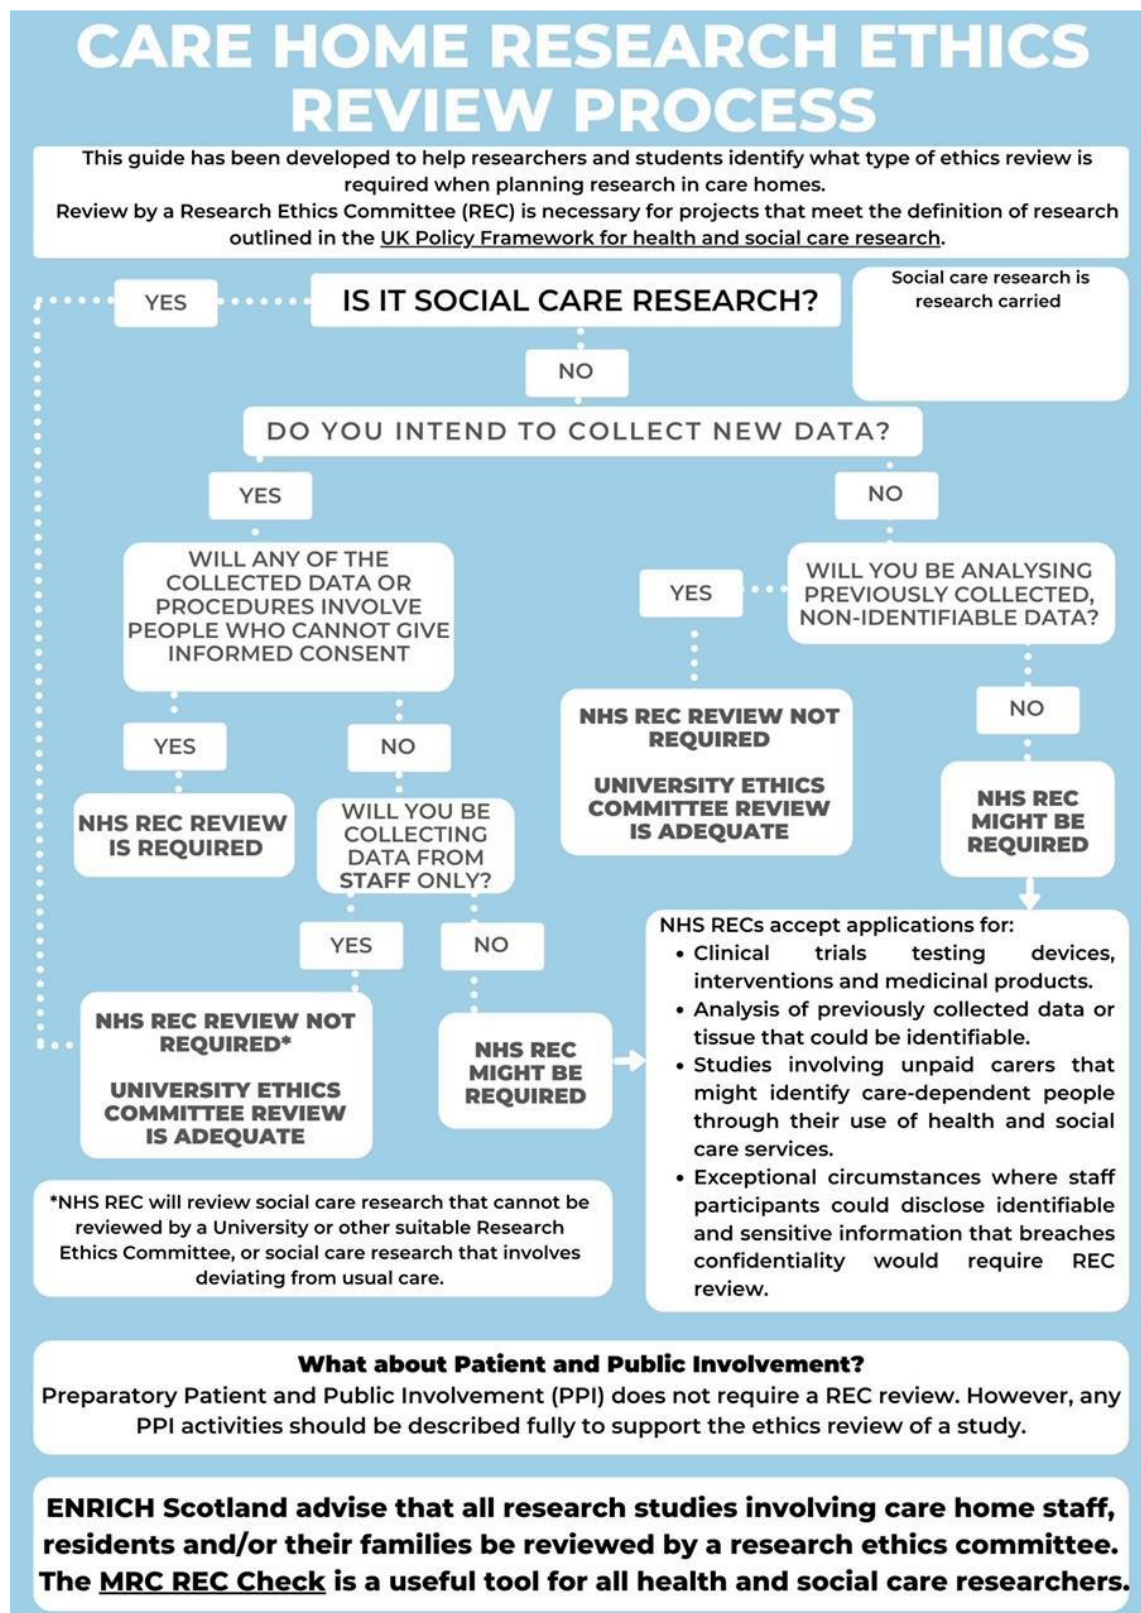 CARE HOME RESEARCH ETHICS
REVIEW PROCESS
This guide has been developed to help researchers and students identify what type of ethics review is
required when planning research in care homes.
Review by a Research Ethics Committee (REC) is necessary for projects that meet the definition of research
outlined in the UK Policy Framework for health and social care research.
YES
IS IT SOCIAL CARE RESEARCH?
Social care research is
research carried
NO
DO YOU INTEND TO COLLECT NEW DATA?
YES
NO
WILL ANY OF THE
COLLECTED DATA OR
PROCEDURES INVOLVE
PEOPLE WHO CANNOT GIVE
INFORMED CONSENT
YES
WILL YOU BE ANALYSING
PREVIOUSLY COLLECTED,
NON-IDENTIFIABLE DATA?
YES
NO
NHS REC REVIEW NOT
REQUIRED
UNIVERSITY ETHICS
COMMITTEE REVIEW
IS ADEQUATE
NO
NHS REC REVIEW
IS REQUIRED
WILL YOU BE
COLLECTING
DATA FROM
STAFF ONLY?
NHS REC
MIGHT BE
REQUIRED
YES
NO
NHS REC REVIEW NOT
REQUIRED*
UNIVERSITY ETHICS
COMMITTEE REVIEW
IS ADEQUATE
NHS REC
MIGHT BE
REQUIRED
NHS RECs accept applications for:
• Clinical trials testing devices,
interventions and medicinal products.
• Analysis of previously collected data or
tissue that could be identifiable.
• Studies involving unpaid carers that
might identify care-dependent people
through their use of health and social
care services.
• Exceptional circumstances where staff
participants could disclose identifiable
and sensitive information that breaches
confidentiality would require REC
review.
*NHS REC will review social care research that cannot be
reviewed by a University or other suitable Research
Ethics Committee, or social care research that involves
deviating from usual care.
What about Patient and Public Involvement?
Preparatory Patient and Public Involvement (PPI) does not require a REC review. However, any
PPI activities should be described fully to support the ethics review of a study.
ENRICH Scotland advise that all research studies involving care home staff,
residents and/or their families be reviewed by a research ethics committee.
The MRC REC Check is a useful tool for all health and social care researchers.